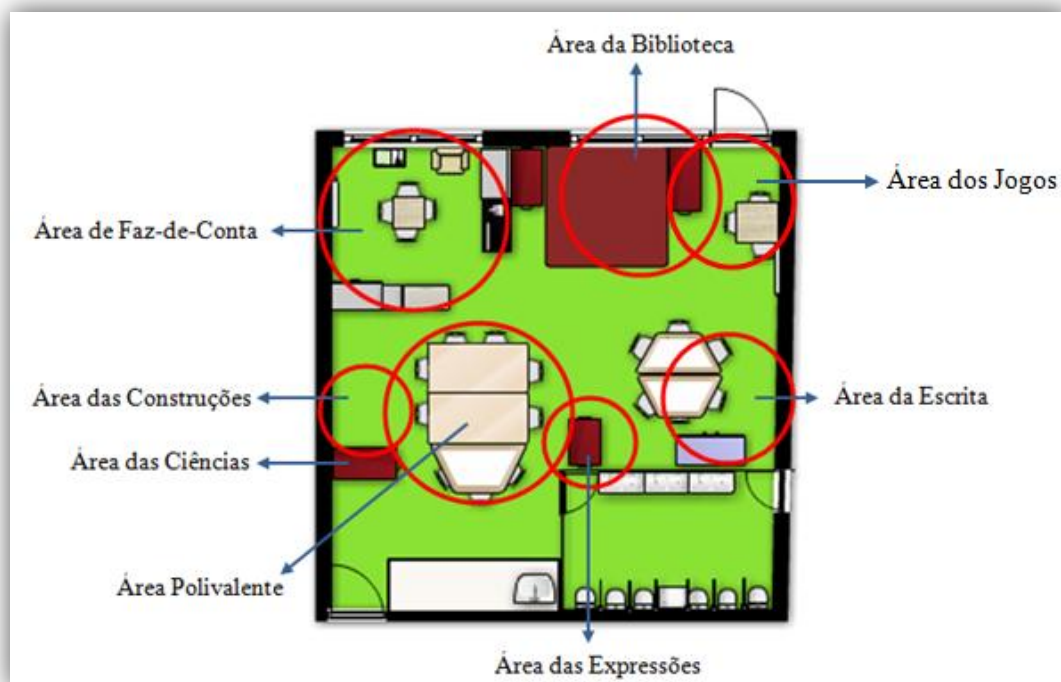 Área da Biblioteca
Área dos Jogos
Área de Faz-de-Conta
Área das Construções
Área da Escrita
Área das Ciências
Área Polivalente
Área das Expressões